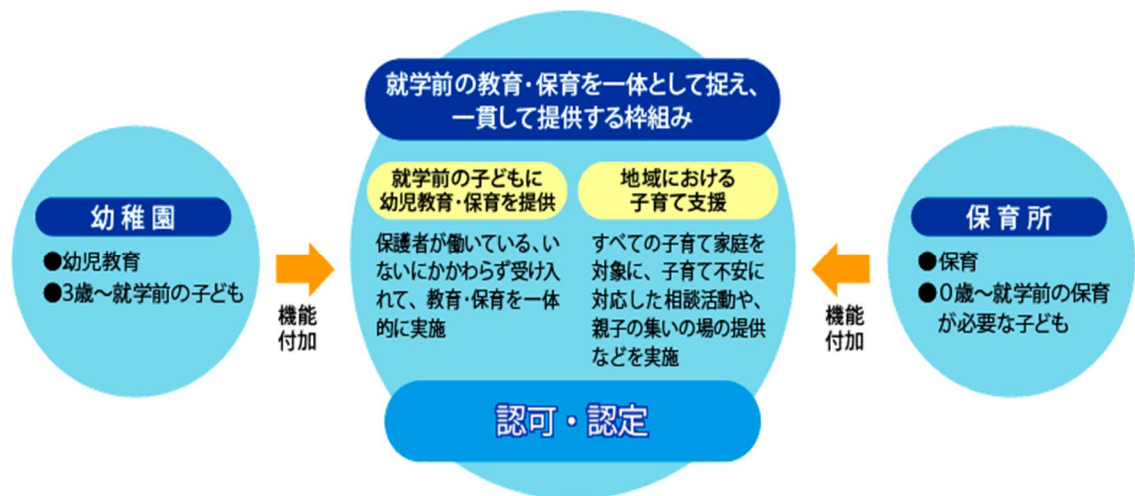 就学前の教育・保育を一体として捉え、
一貫して提供する枠組み
幼稚園
●幼児教育
●3歳～就学前の子ども
機能
付加
就学前の子どもに
幼児教育・保育を提供
保護者が働いている、い
ないにかかわらず受け入
れて、教育・保育を一体
的に実施
地域における
子育て支援
すべての子育て家庭を
対象に、子育て不安に
対応した相談活動や、
親子の集いの場の提供
などを実施
認可・認定
機能
付加
保育所
●保育
●0歳～就学前の保育
が必要な子ども